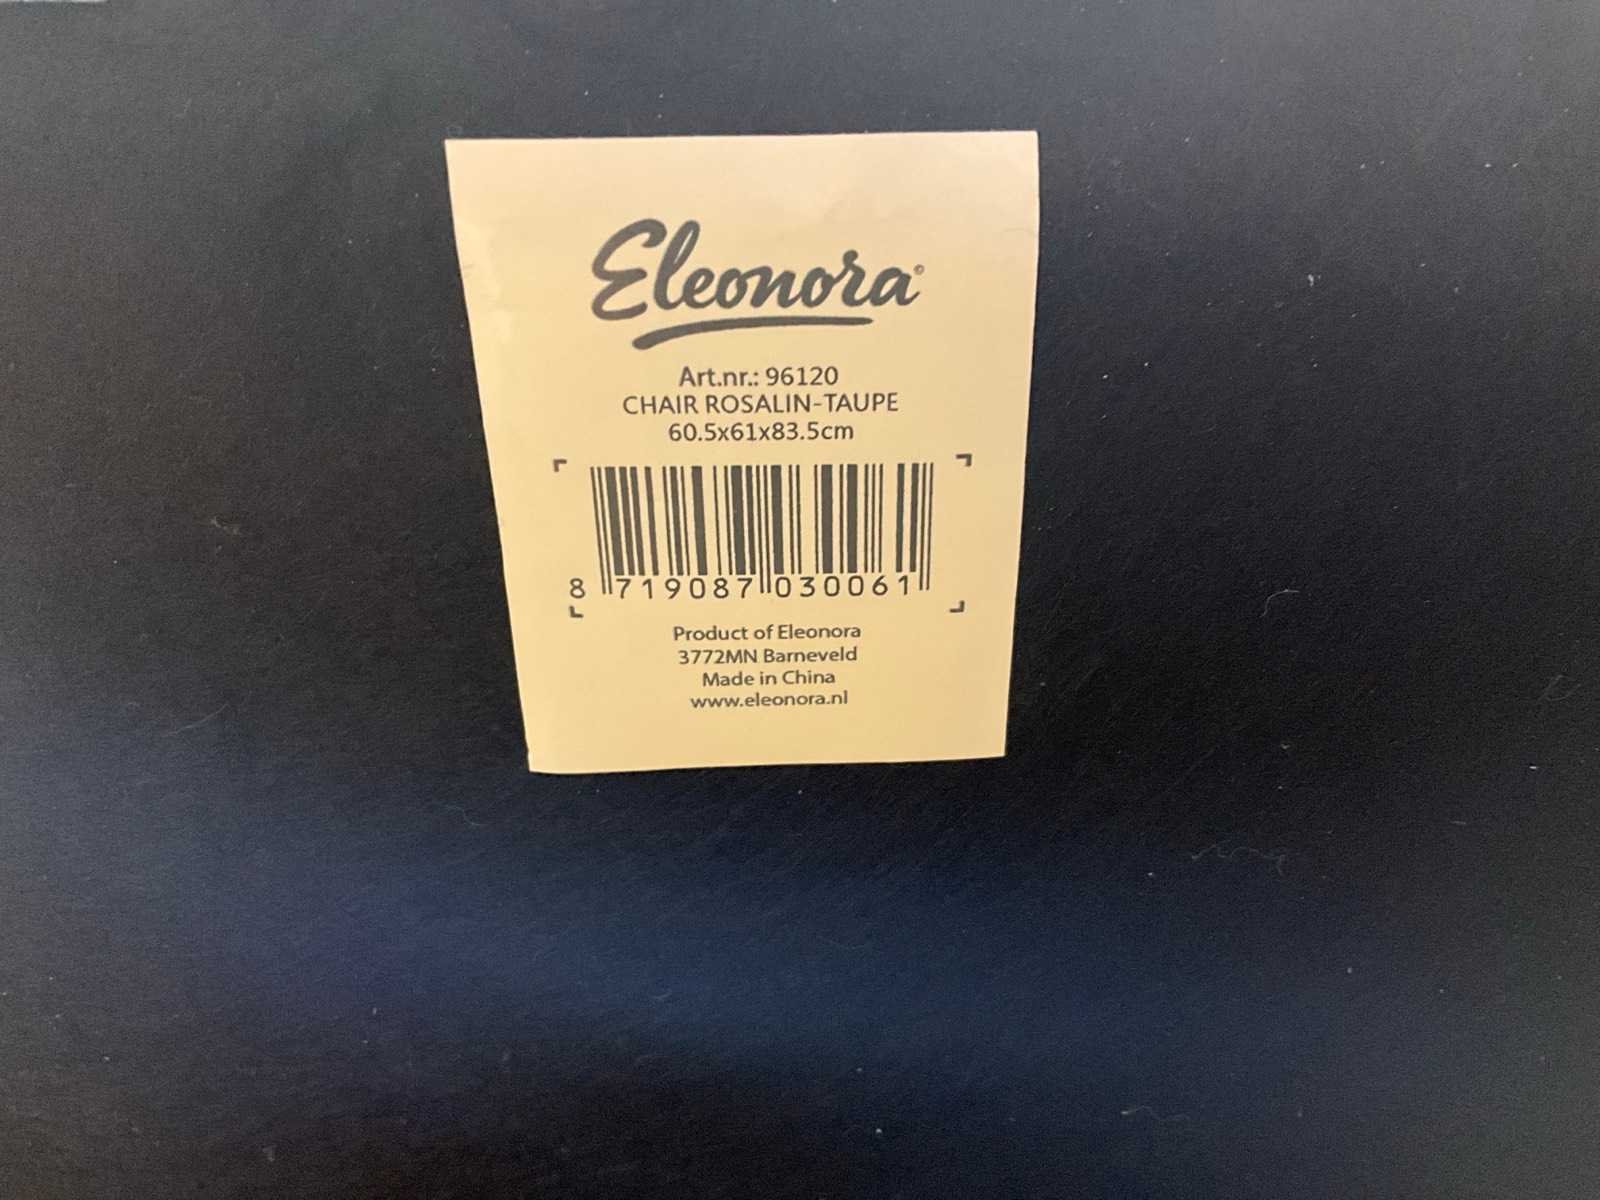 Eleonora®
Art.nr.: 96120
CHAIR ROSALIN-TAUPE
60.5x61x83.5cm
8 719087 030061
Product of Eleonora
3772MN Barneveld
Made in China
www.eleonora.nl